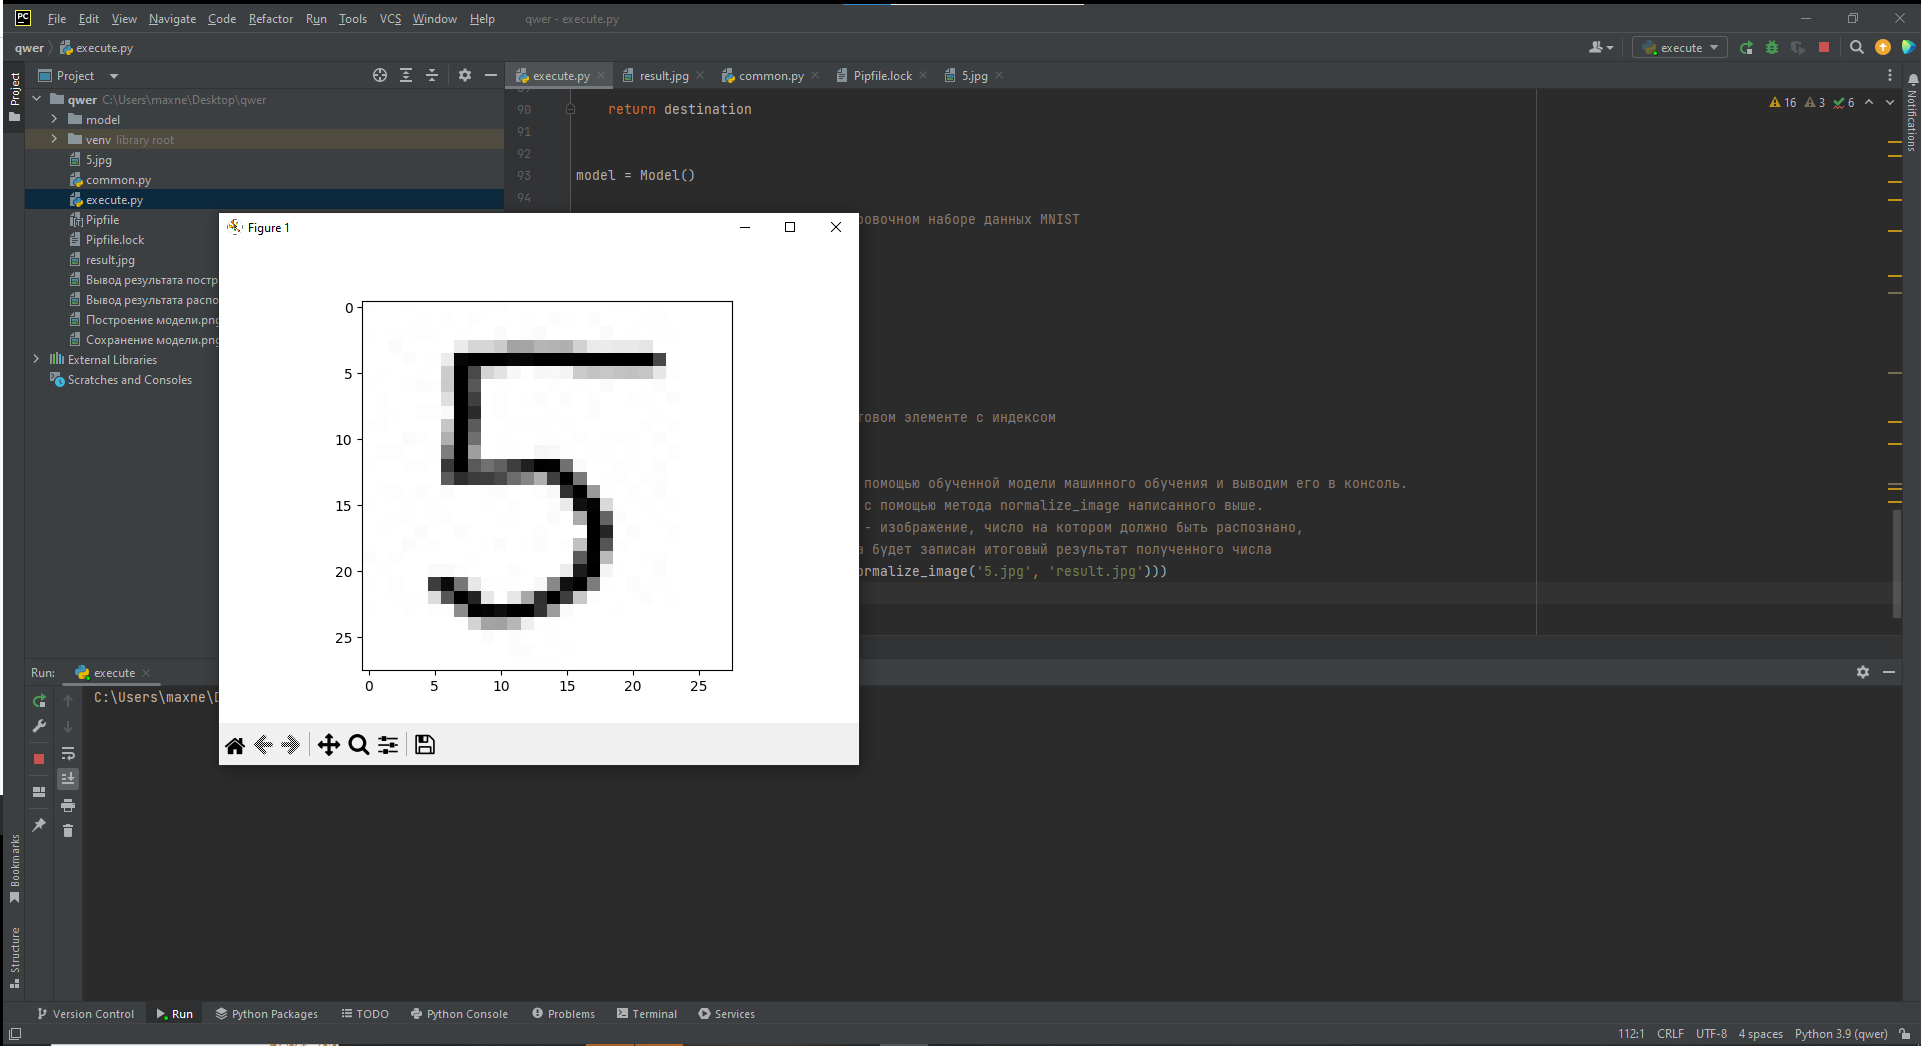 File Edit View Navigate Code Refactor Run Tools VCS Window Help qwer - execute.py
qwer execute.py
execute
Project
execute.py result.jpg common.py Pipfile.lock 5.jpg
Project
Notifications
qwer C:\Users\maxne\Desktop\qwer
model
venv library root
5.jpg
common.py
execute.py
Pipfile
Pipfile.lock
result.jpg
Вывод результата постр
Вывод результата распо
Построение модели.png
Сохранение модели.png
External Libraries
Scratches and Consoles
16 3 6
90 return destination
91
92
93 model = Model()
94
овочном наборе данных MNIST
товом элементе с индексом
помощью обученной модели машинного обучения и выводим его в консоль.
с помощью метода normalize_image написанного выше.
- изображение, число на котором должно быть распознано,
а будет записан итоговый результат полученного числа
ormalize_image('5.jpg', 'result.jpg')))
Figure 1
0
5
10
15
20
25
0 5 10 15 20 25
5
Run: execute
C:\Users\maxne\D
Bookmarks
Structure
Version Control Run Python Packages TODO Python Console Problems Terminal Services
112:1 CRLF UTF-8 4 spaces Python 3.9 (qwer)